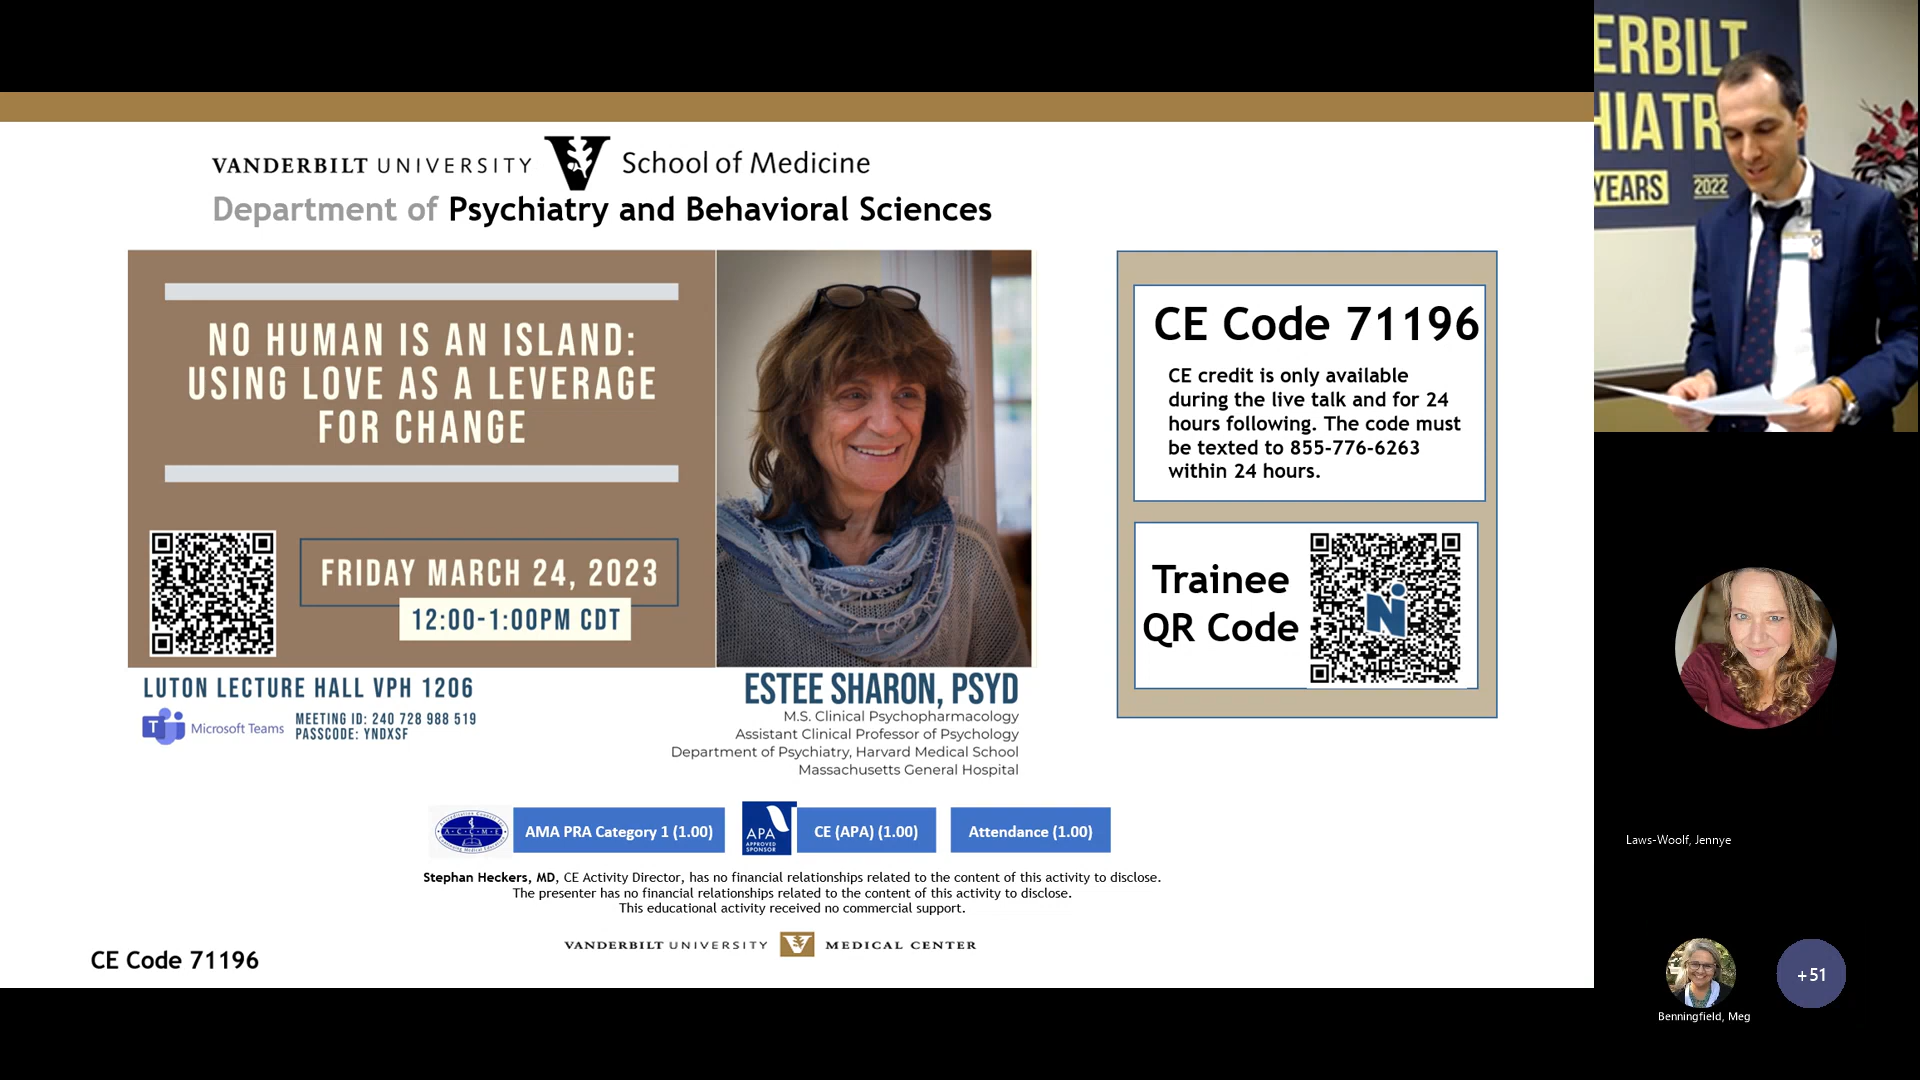 VANDERBILT UNIVERSITY V School of Medicine
Department of Psychiatry and Behavioral Sciences
NO HUMAN IS AN ISLAND:
USING LOVE AS A LEVERAGE
FOR CHANGE
FRIDAY MARCH 24, 2023
12:00-1:00PM CDT
LUTON LECTURE HALL VPH 1206
T Microsoft Teams
MEETING ID: 240 728 988 519
PASSCODE: YNDXSF
ESTEE SHARON, PSYD
M.S. Clinical Psychopharmacology
Assistant Clinical Professor of Psychology
Department of Psychiatry, Harvard Medical School
Massachusetts General Hospital
CE Code 71196
CE credit is only available
during the live talk and for 24
hours following. The code must
be texted to 855-776-6263
within 24 hours.
Trainee
QR Code
N
ACCME
AMA PRA Category 1 (1.00)
APA
APPROVED
SPONSOR
CE (APA) (1.00)
Attendance (1.00)
Stephan Heckers, MD, CE Activity Director, has no financial relationships related to the content of this activity to disclose.
The presenter has no financial relationships related to the content of this activity to disclose.
This educational activity received no commercial support.
VANDERBILT UNIVERSITY V MEDICAL CENTER
CE Code 71196
ERBILT
HIATR
YEARS 2022
Laws-Woolf, Jennye
Benningfield, Meg
+51